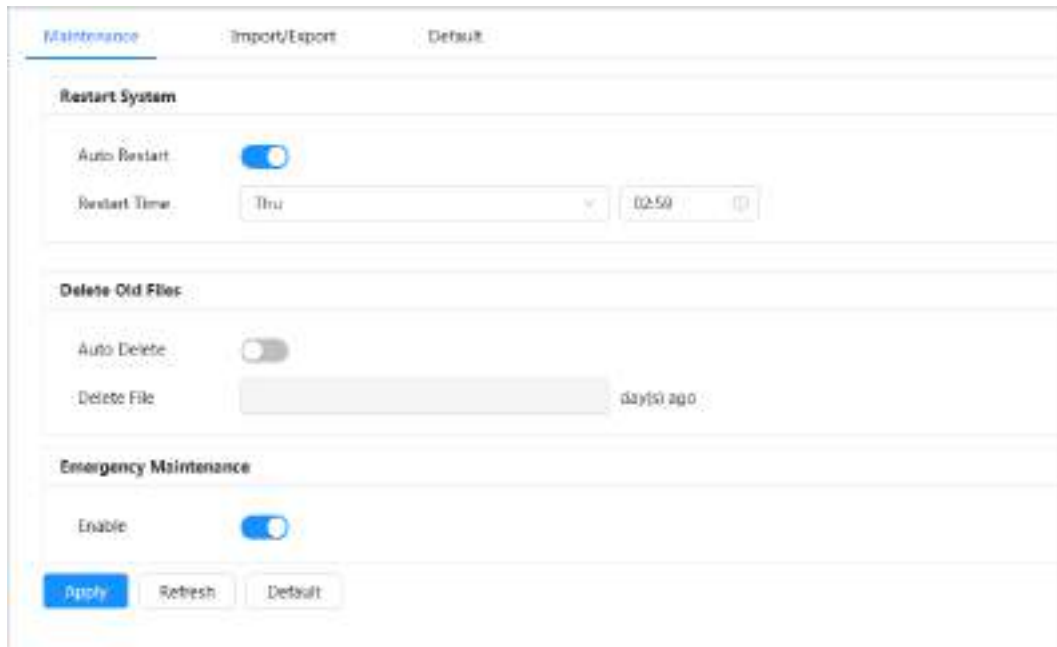 Maintenance Import/Export Default
Restart System
Auto Restart
Restart Time Thu 02:59
Delete Old Files
Auto Delete
Delete File day(s) ago
Emergency Maintenance
Enable
Apply Refresh Default